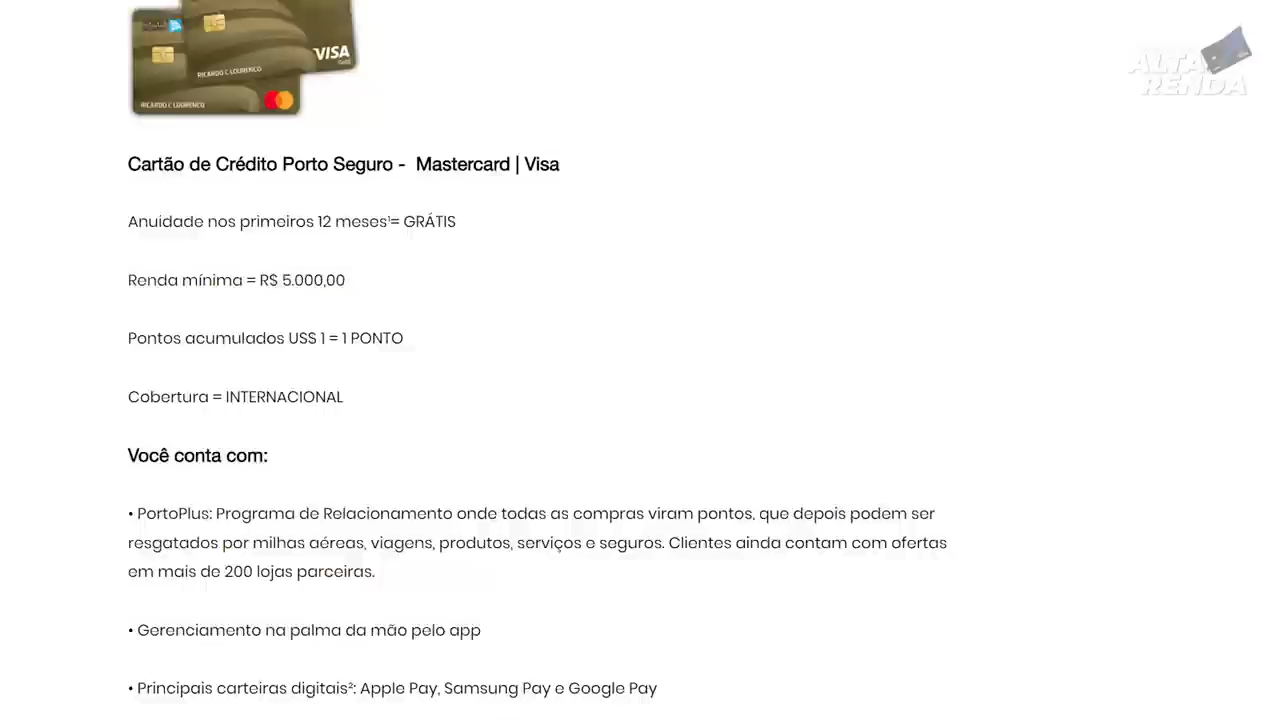 VISA
RICARDO C LOURENCO
RICARDO C LOURENCO
ALTA
RENDA
Cartão de Crédito Porto Seguro - Mastercard | Visa
Anuidade nos primeiros 12 meses¹= GRÁTIS
Renda mínima = R$ 5.000,00
Pontos acumulados US$ 1 = 1 PONTO
Cobertura = INTERNACIONAL
Você conta com:
• PortoPlus: Programa de Relacionamento onde todas as compras viram pontos, que depois podem ser
resgatados por milhas aéreas, viagens, produtos, serviços e seguros. Clientes ainda contam com ofertas
em mais de 200 lojas parceiras.
• Gerenciamento na palma da mão pelo app
• Principais carteiras digitais²: Apple Pay, Samsung Pay e Google Pay